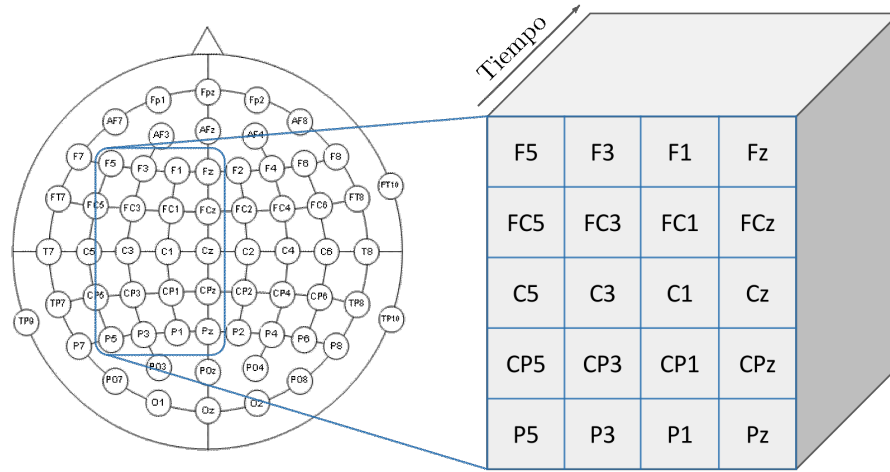 Tiempo
Fpz
Fp1 Fp2
AF7 AF8
AF3 AFz AF4
F7 F5 F3 F1 Fz F2 F4 F6 F8
FT10
FT7 FC5 FC3 FC1 FCz FC2 FC4 FC6 FT8
T7 C5 C3 C1 Cz C2 C4 C6 T8
TP7 CP5 CP3 CP1 CPz CP2 CP4 CP6 TP8
TP9 TP10
P7 P5 P3 P1 Pz P2 P4 P6 P8
PO3 POz PO4
PO7 PO8
O1 Oz O2
F5 F3 F1 Fz
FC5 FC3 FC1 FCz
C5 C3 C1 Cz
CP5 CP3 CP1 CPz
P5 P3 P1 Pz